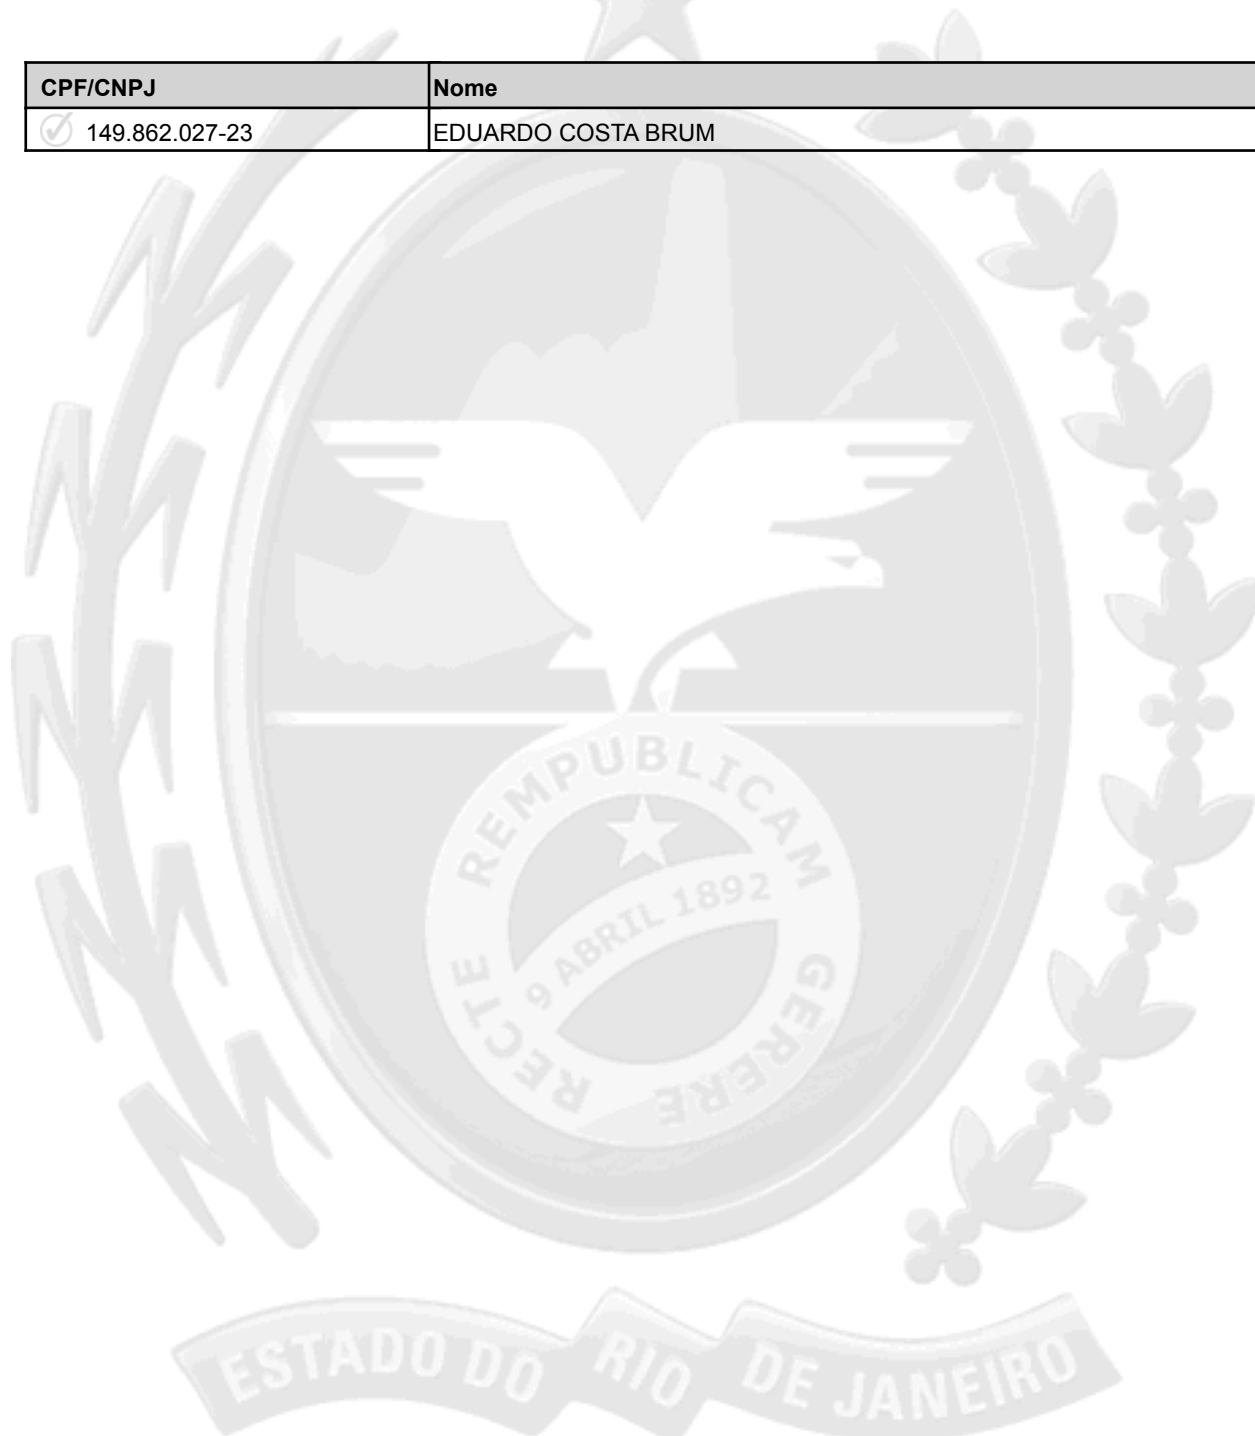 CPF/CNPJ Nome
149.862.027-23 EDUARDO COSTA BRUM
REMPUBLICAM
9 ABRIL 1892
RECTE GERERE
ESTADO DO RIO DE JANEIRO